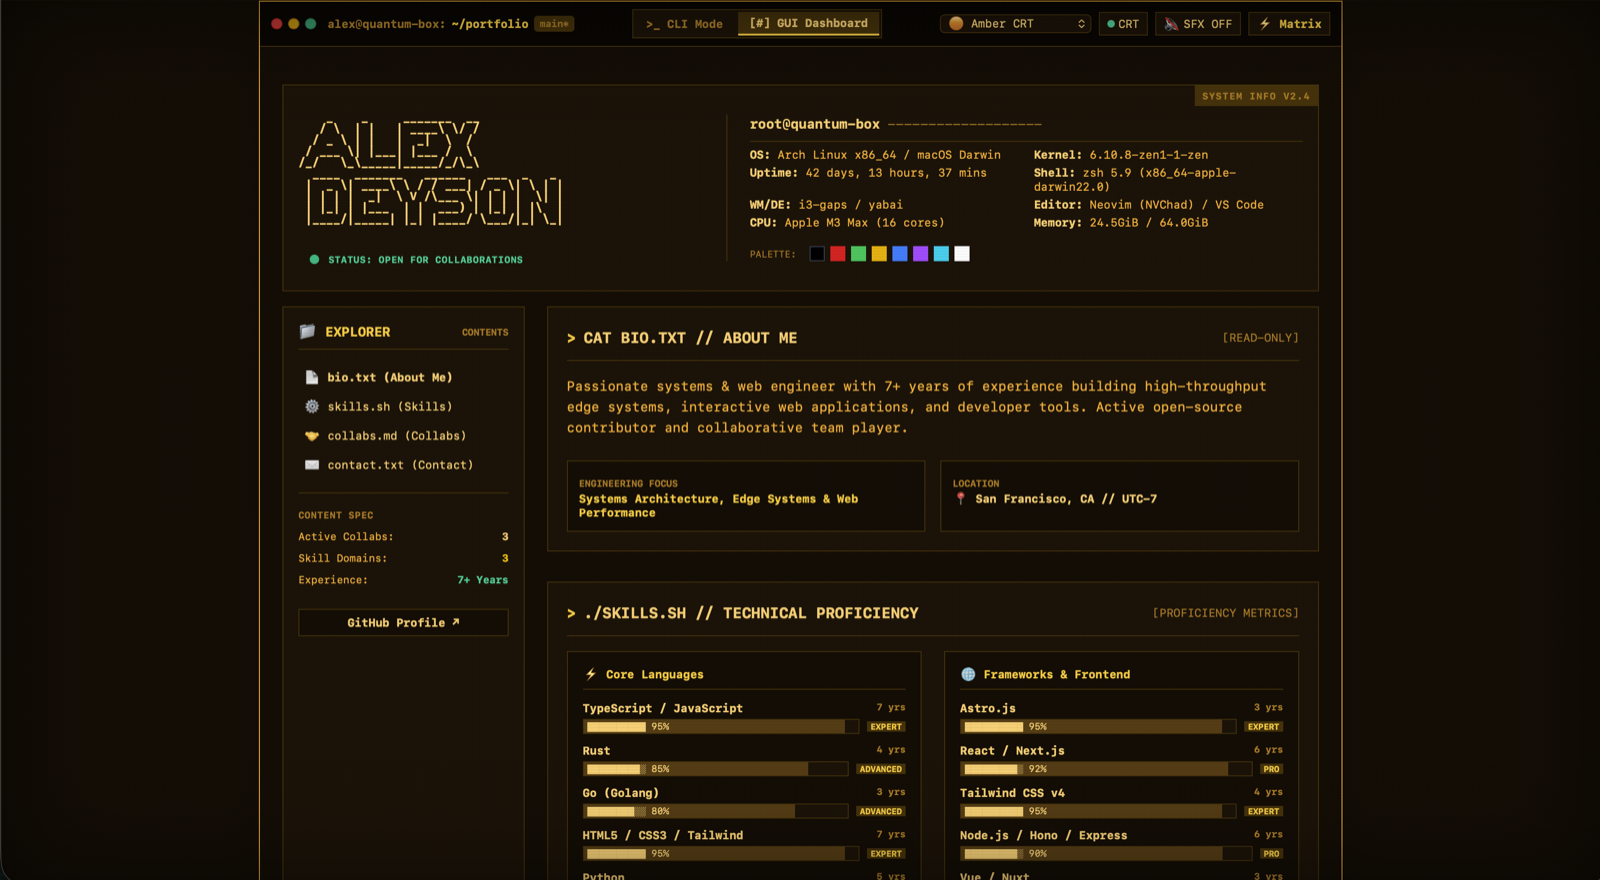 alex@quantum-box: ~/portfolio main*
>_ CLI Mode
[#] GUI Dashboard
Amber CRT
CRT
SFX OFF
⚡ Matrix
SYSTEM INFO V2.4
ALEX
DEYSON
STATUS: OPEN FOR COLLABORATIONS
root@quantum-box ----------------------
OS: Arch Linux x86_64 / macOS Darwin
Kernel: 6.10.8-zen1-1-zen
Uptime: 42 days, 13 hours, 37 mins
Shell: zsh 5.9 (x86_64-apple-
darwin22.0)
WM/DE: i3-gaps / yabai
Editor: Neovim (NVChad) / VS Code
CPU: Apple M3 Max (16 cores)
Memory: 24.5GiB / 64.0GiB
PALETTE:
EXPLORER
CONTENTS
bio.txt (About Me)
skills.sh (Skills)
collabs.md (Collabs)
contact.txt (Contact)
CONTENT SPEC
Active Collabs: 3
Skill Domains: 3
Experience: 7+ Years
GitHub Profile ↗
> CAT BIO.TXT // ABOUT ME
[READ-ONLY]
Passionate systems & web engineer with 7+ years of experience building high-throughput
edge systems, interactive web applications, and developer tools. Active open-source
contributor and collaborative team player.
ENGINEERING FOCUS
Systems Architecture, Edge Systems & Web
Performance
LOCATION
📍 San Francisco, CA // UTC-7
> ./SKILLS.SH // TECHNICAL PROFICIENCY
[PROFICIENCY METRICS]
⚡ Core Languages
TypeScript / JavaScript 7 yrs
95% EXPERT
Rust 4 yrs
85% ADVANCED
Go (Golang) 3 yrs
80% ADVANCED
HTML5 / CSS3 / Tailwind 7 yrs
95% EXPERT
Python 5 yrs
🌐 Frameworks & Frontend
Astro.js 3 yrs
95% EXPERT
React / Next.js 6 yrs
92% PRO
Tailwind CSS v4 4 yrs
95% EXPERT
Node.js / Hono / Express 6 yrs
90% PRO
Vue / Nuxt 3 yrs